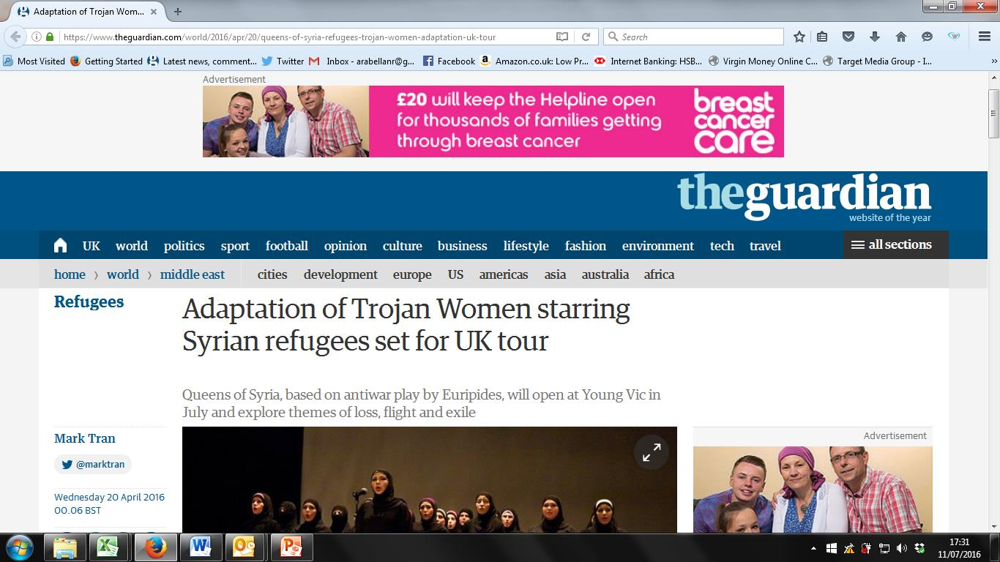 Adaptation of Trojan Wom...
https://www.theguardian.com/world/2016/apr/20/queens-of-syria-refugees-trojan-women-adaptation-uk-tour
Search
Most Visited Getting Started Latest news, comment... Twitter Inbox - arabellanr@g... Facebook Amazon.co.uk: Low Pr... Internet Banking: HSB... Virgin Money Online C... Target Media Group - I...
Advertisement
£20 will keep the Helpline open
for thousands of families getting
through breast cancer
breast
cancer
care
theguardian
website of the year
UK world politics sport football opinion culture business lifestyle fashion environment tech travel all sections
home › world › middle east cities development europe US americas asia australia africa
Refugees
Adaptation of Trojan Women starring
Syrian refugees set for UK tour
Queens of Syria, based on antiwar play by Euripides, will open at Young Vic in
July and explore themes of loss, flight and exile
Mark Tran
@marktran
Wednesday 20 April 2016
00.06 BST
Advertisement
17:31
11/07/2016